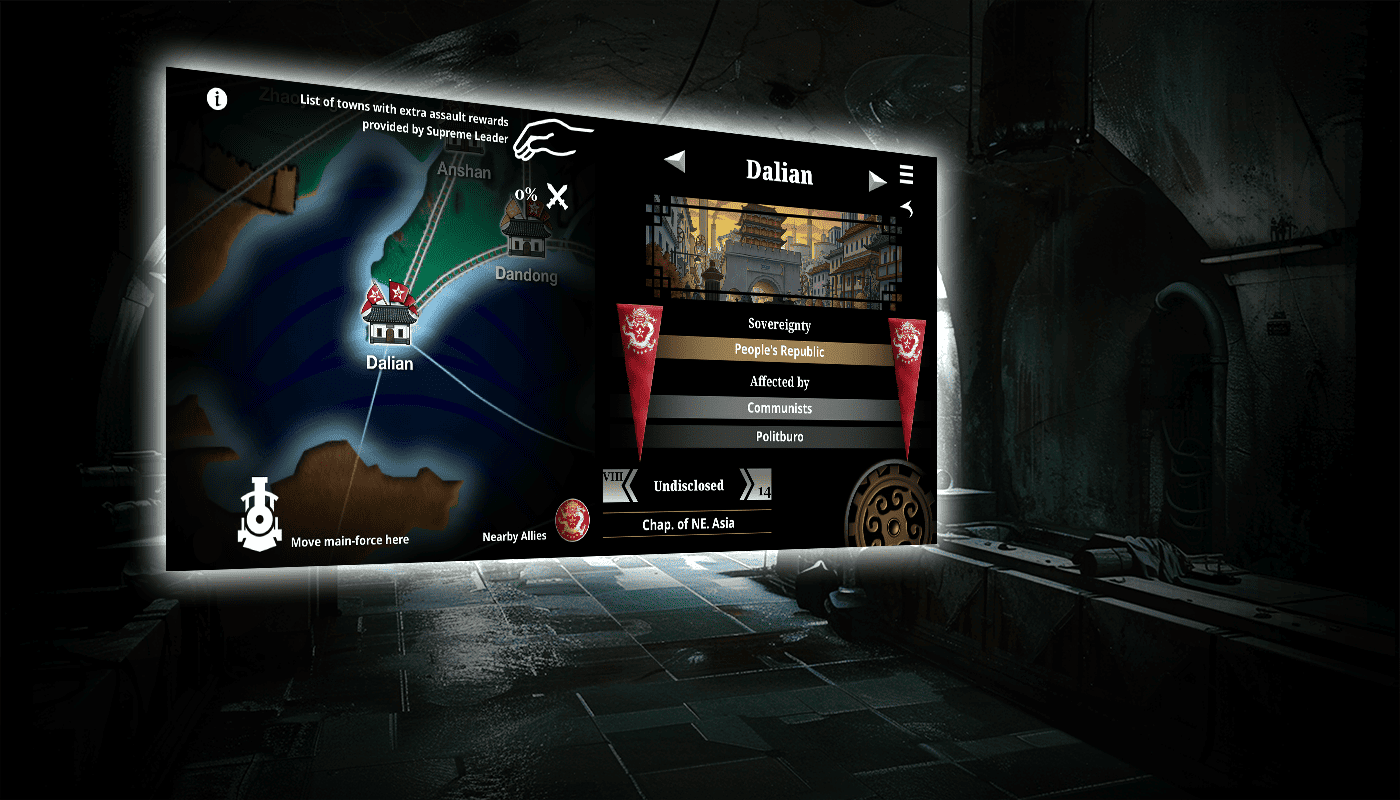 List of towns with extra assault rewards
provided by Supreme Leader
Anshan
0%
Dandong
Dalian
Move main-force here
Nearby Allies
Dalian
Sovereignty
People's Republic
Affected by
Communists
Politburo
VIII
Undisclosed
14
Chap. of NE. Asia